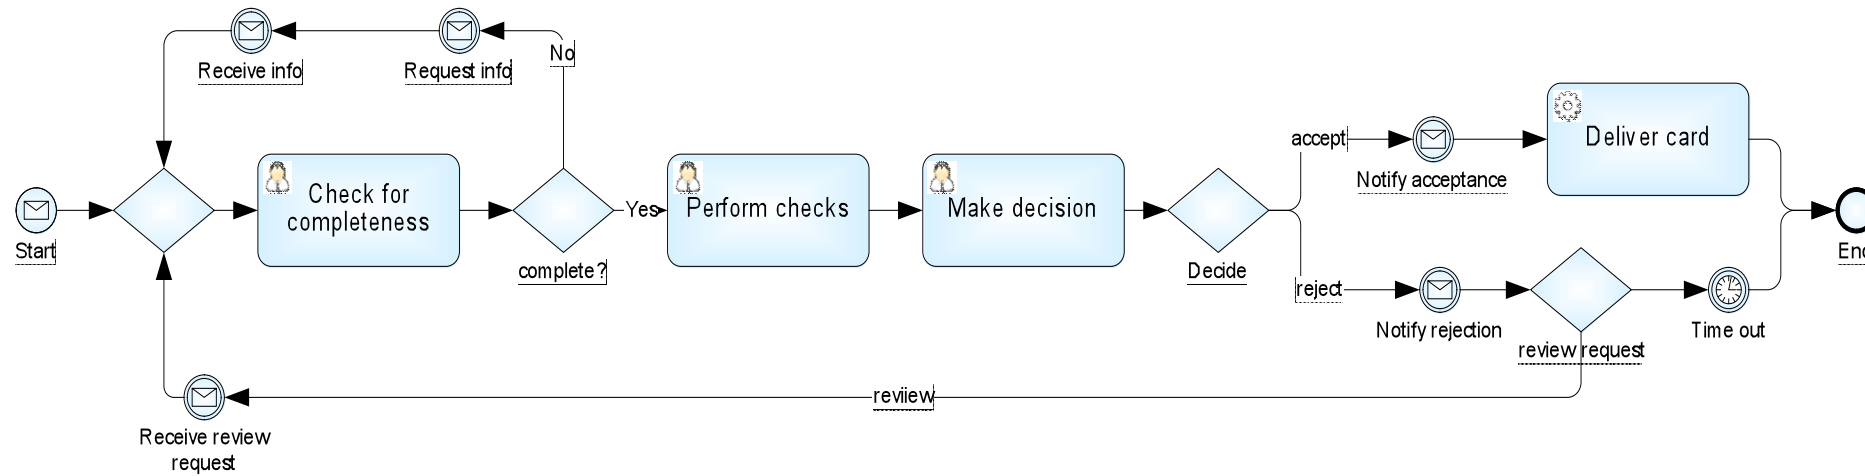 No
Receive info
Request info
accept
Deliver card
Notify acceptance
Check for
completeness
Yes
Perform checks
Make decision
Start
complete?
Decide
End
reject
Notify rejection
Time out
review request
reviiew
Receive review
request